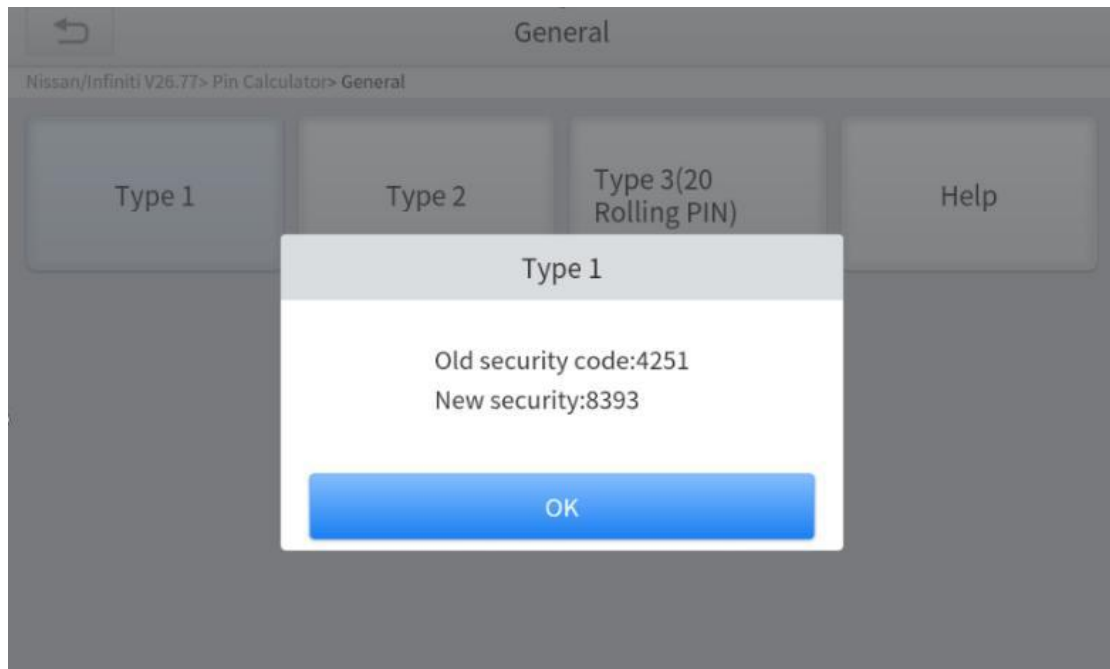 General
Nissan/Infiniti V26.77> Pin Calculator> General
Type 1
Type 2
Type 3(20
Rolling PIN)
Help
Type 1
Old security code:4251
New security:8393
OK